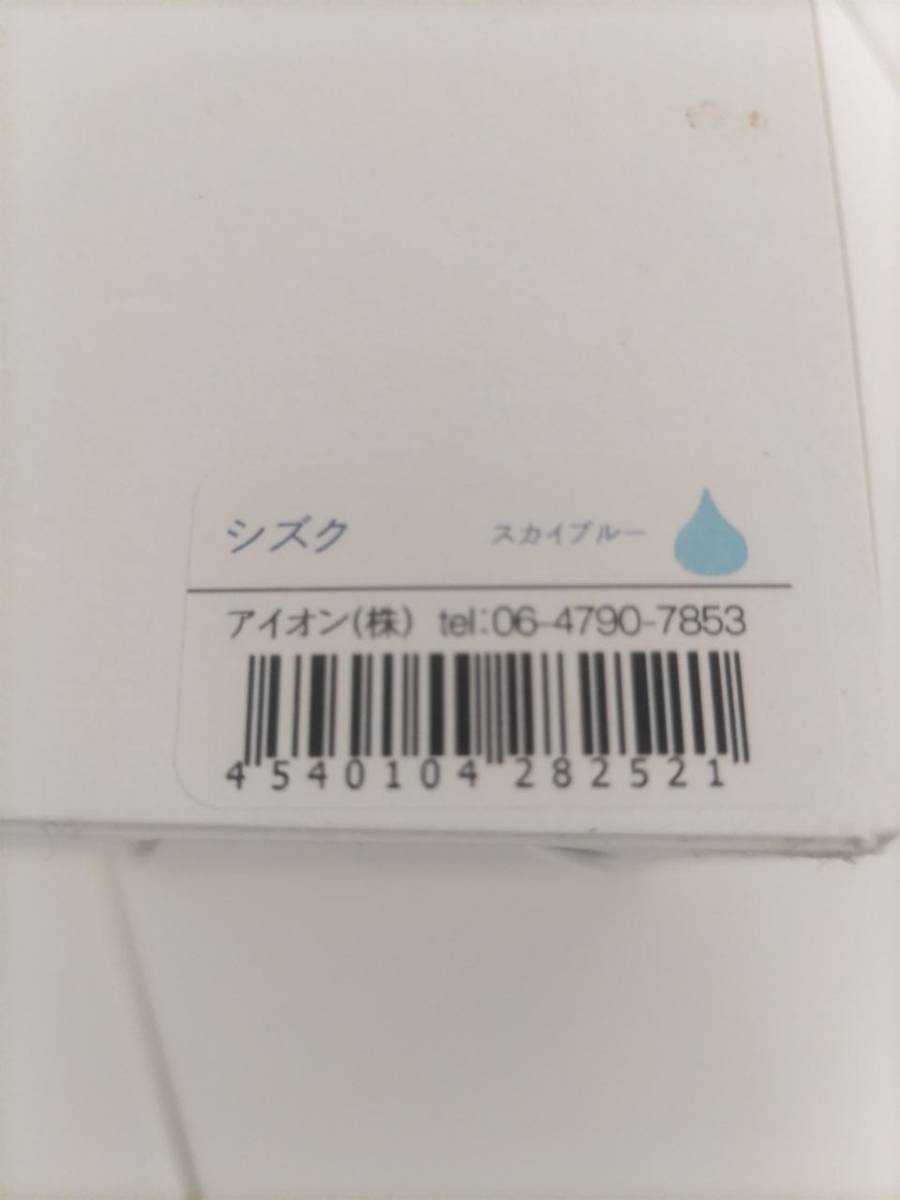 シズク スカイブルー
アイオン(株) tel:06-4790-7853
4540104282521